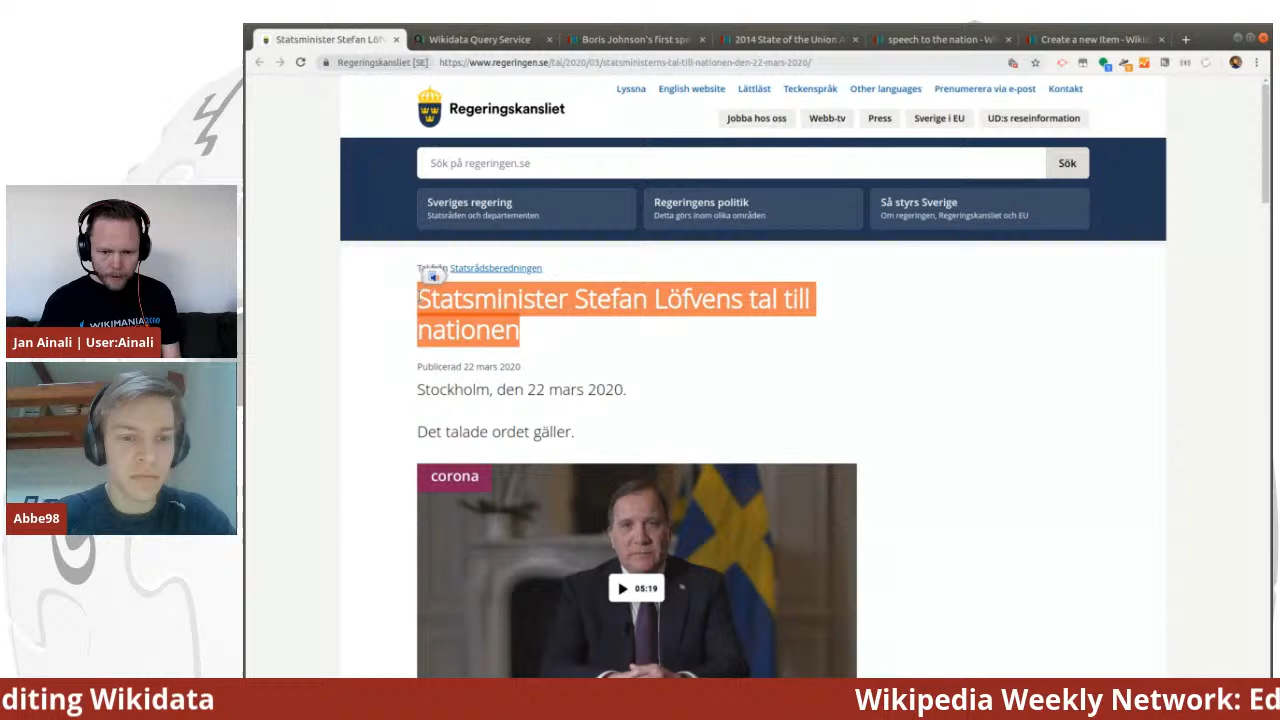 Statsminister Stefan Löf
Wikidata Query Service
Boris Johnson's first spe
2014 State of the Union A
speech to the nation - W
Create a new Item - Wiki
Regeringskansliet [SE]
https://www.regeringen.se/tal/2020/03/statsministerns-tal-till-nationen-den-22-mars-2020/
Lyssna English website Lättläst Teckenspråk Other languages Prenumerera via e-post Kontakt
Regeringskansliet
Jobba hos oss Webb-tv Press Sverige i EU UD:s reseinformation
Sök på regeringen.se
Sök
Sveriges regering
Statsråden och departementen
Regeringens politik
Detta görs inom olika områden
Så styrs Sverige
Om regeringen, Regeringskansliet och EU
Statsrådsberedningen
Statsminister Stefan Löfvens tal till
nationen
Publicerad 22 mars 2020
Stockholm, den 22 mars 2020.
Det talade ordet gäller.
corona
05:19
WIKIMANIA
Jan Ainali | User:Ainali
Abbe98
diting Wikidata
Wikipedia Weekly Network: Ed